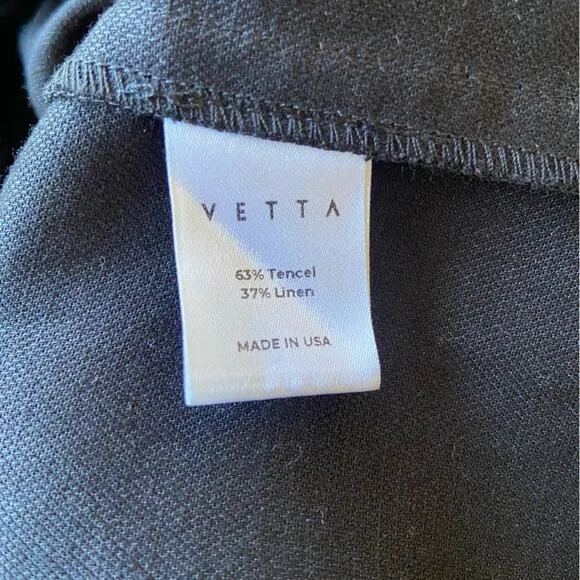 VETTA
63% Tencel
37% Linen
MADE IN USA